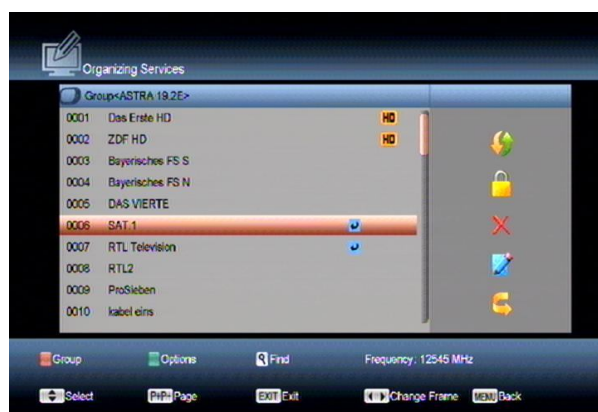 Organizing Services
Group<ASTRA 19.2E>
0001 Das Erste HD HD
0002 ZDF HD HD
0003 Bayerisches FS S
0004 Bayerisches FS N
0005 DAS VIERTE
0006 SAT.1
0007 RTL Television
0008 RTL2
0009 ProSieben
0010 kabel eins
Group Options Find Frequency: 12545 MHz
Select P+P- Page EXIT Exit Change Frame MENU Back